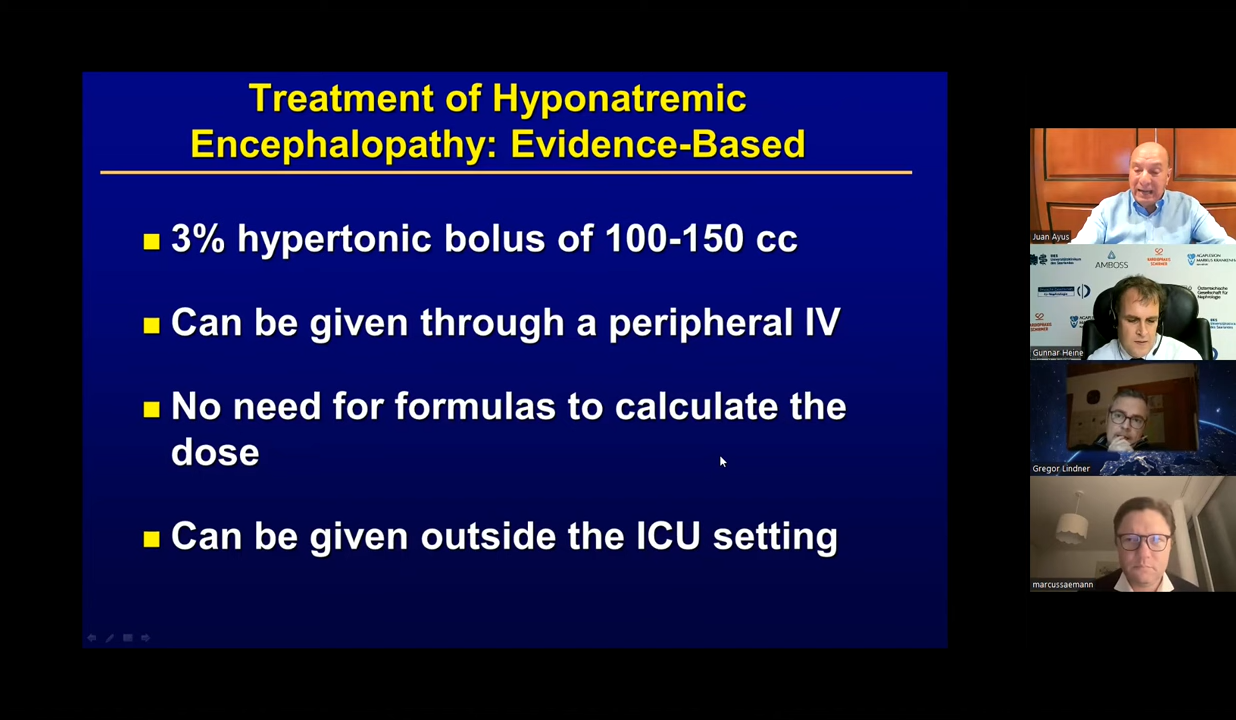 Treatment of Hyponatremic
Encephalopathy: Evidence-Based
3% hypertonic bolus of 100-150 cc
Can be given through a peripheral IV
No need for formulas to calculate the
dose
Can be given outside the ICU setting
Juan Ayus
AMBOSS
Gunnar Heine
Gregor Lindner
marcussaemann